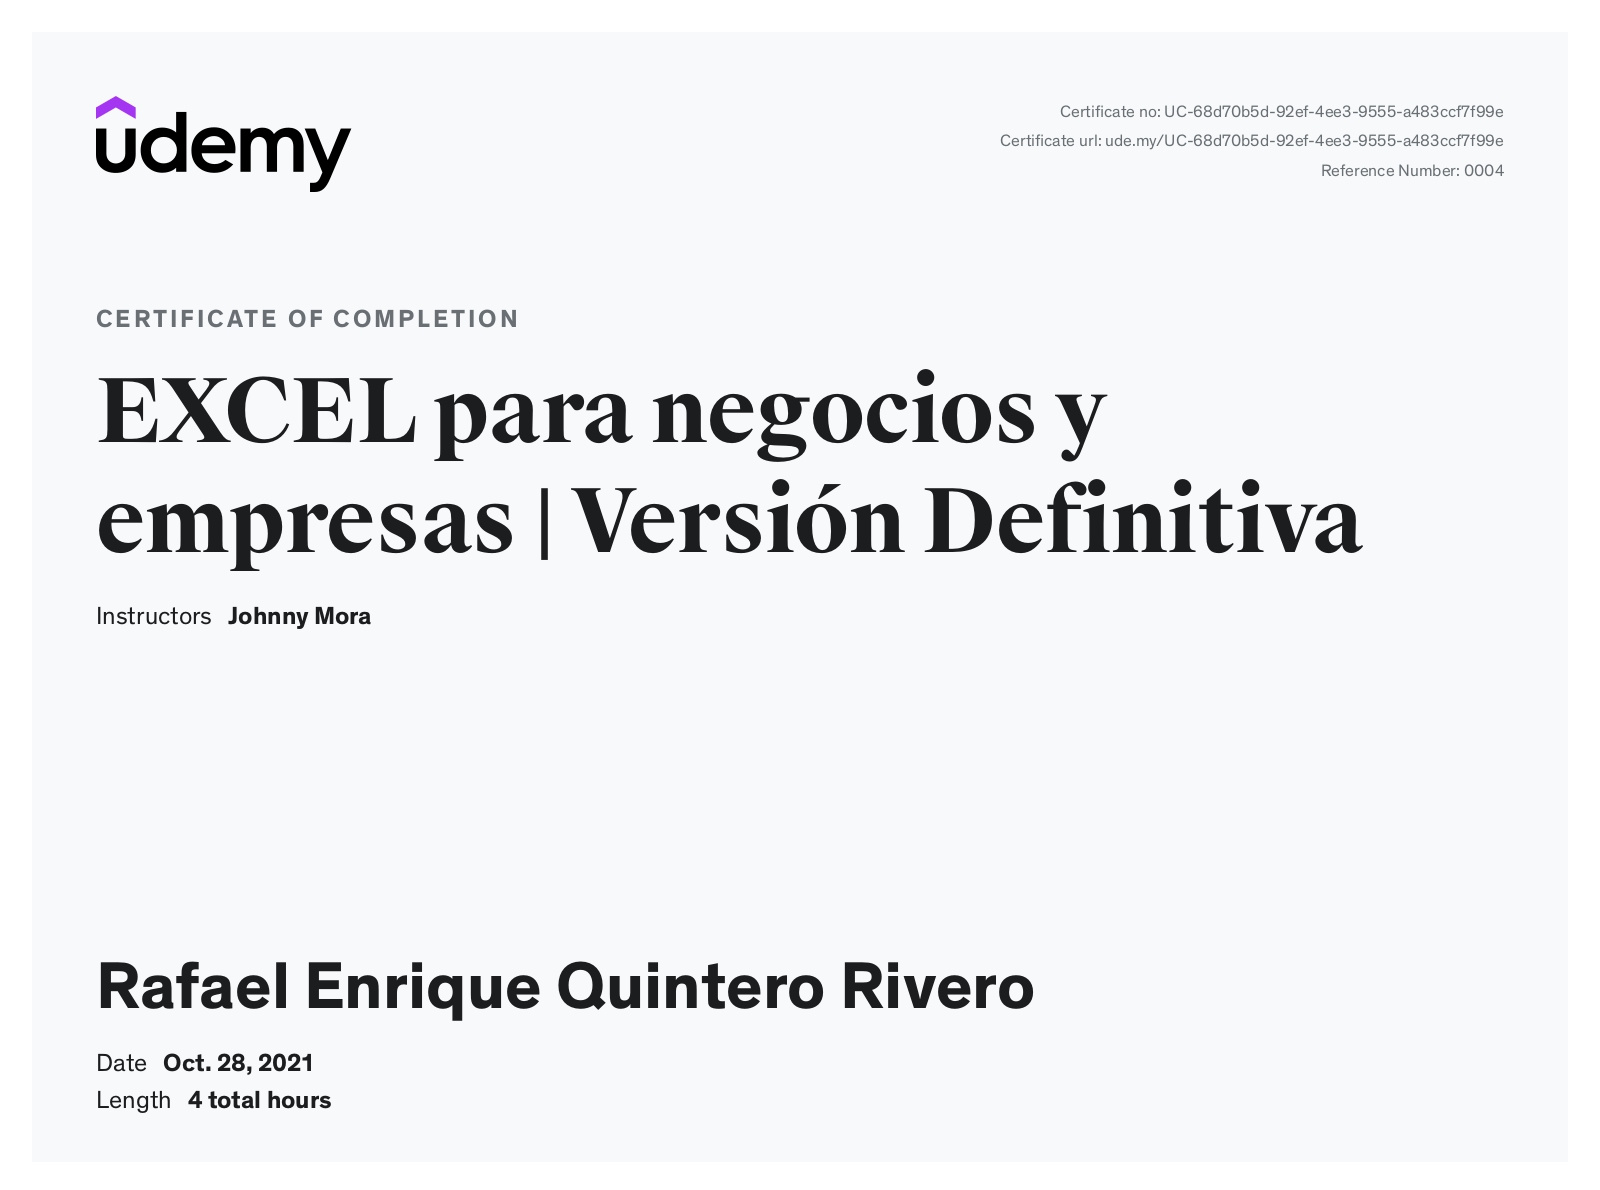 udemy
Certificate no: UC-68d70b5d-92ef-4ee3-9555-a483ccf7f99e
Certificate url: ude.my/UC-68d70b5d-92ef-4ee3-9555-a483ccf7f99e
Reference Number: 0004
CERTIFICATE OF COMPLETION
EXCEL para negocios y
empresas | Versión Definitiva
Instructors Johnny Mora
Rafael Enrique Quintero Rivero
Date Oct. 28, 2021
Length 4 total hours